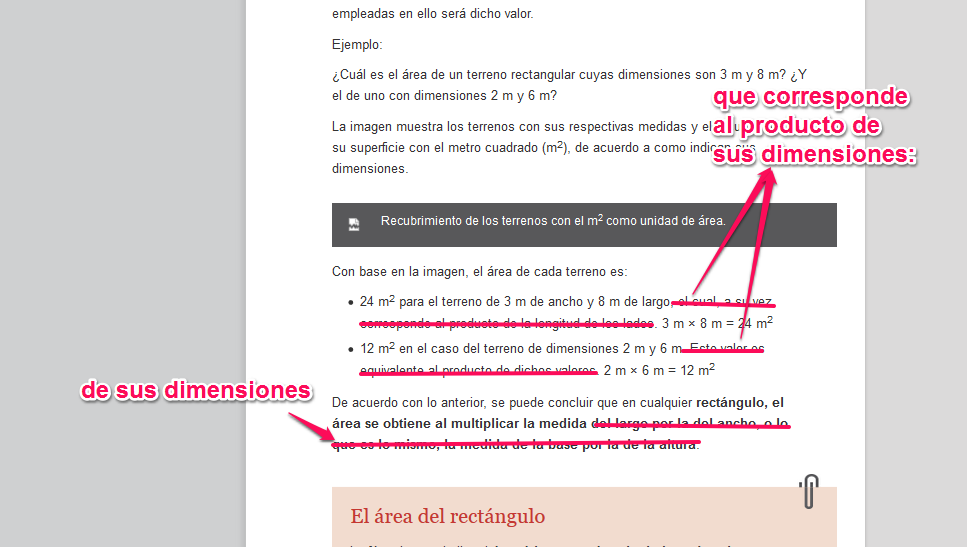 empleadas en ello será dicho valor.
Ejemplo:
¿Cuál es el área de un terreno rectangular cuyas dimensiones son 3 m y 8 m? ¿Y
el de uno con dimensiones 2 m y 6 m?
que corresponde
al producto de
sus dimensiones:
La imagen muestra los terrenos con sus respectivas medidas y el
su superficie con el metro cuadrado (m²), de acuerdo a como indican sus
dimensiones.
Recubrimiento de los terrenos con el m² como unidad de área.
Con base en la imagen, el área de cada terreno es:
• 24 m² para el terreno de 3 m de ancho y 8 m de largo, el cual, a su vez,
corresponde al producto de la longitud de los lados. 3 m × 8 m = 24 m²
• 12 m² en el caso del terreno de dimensiones 2 m y 6 m. Este valor es
equivalente al producto de dichos valores. 2 m × 6 m = 12 m²
de sus dimensiones
De acuerdo con lo anterior, se puede concluir que en cualquier rectángulo, el
área se obtiene al multiplicar la medida del largo por la del ancho, o lo
que es lo mismo, la medida de la base por la de la altura.
El área del rectángulo